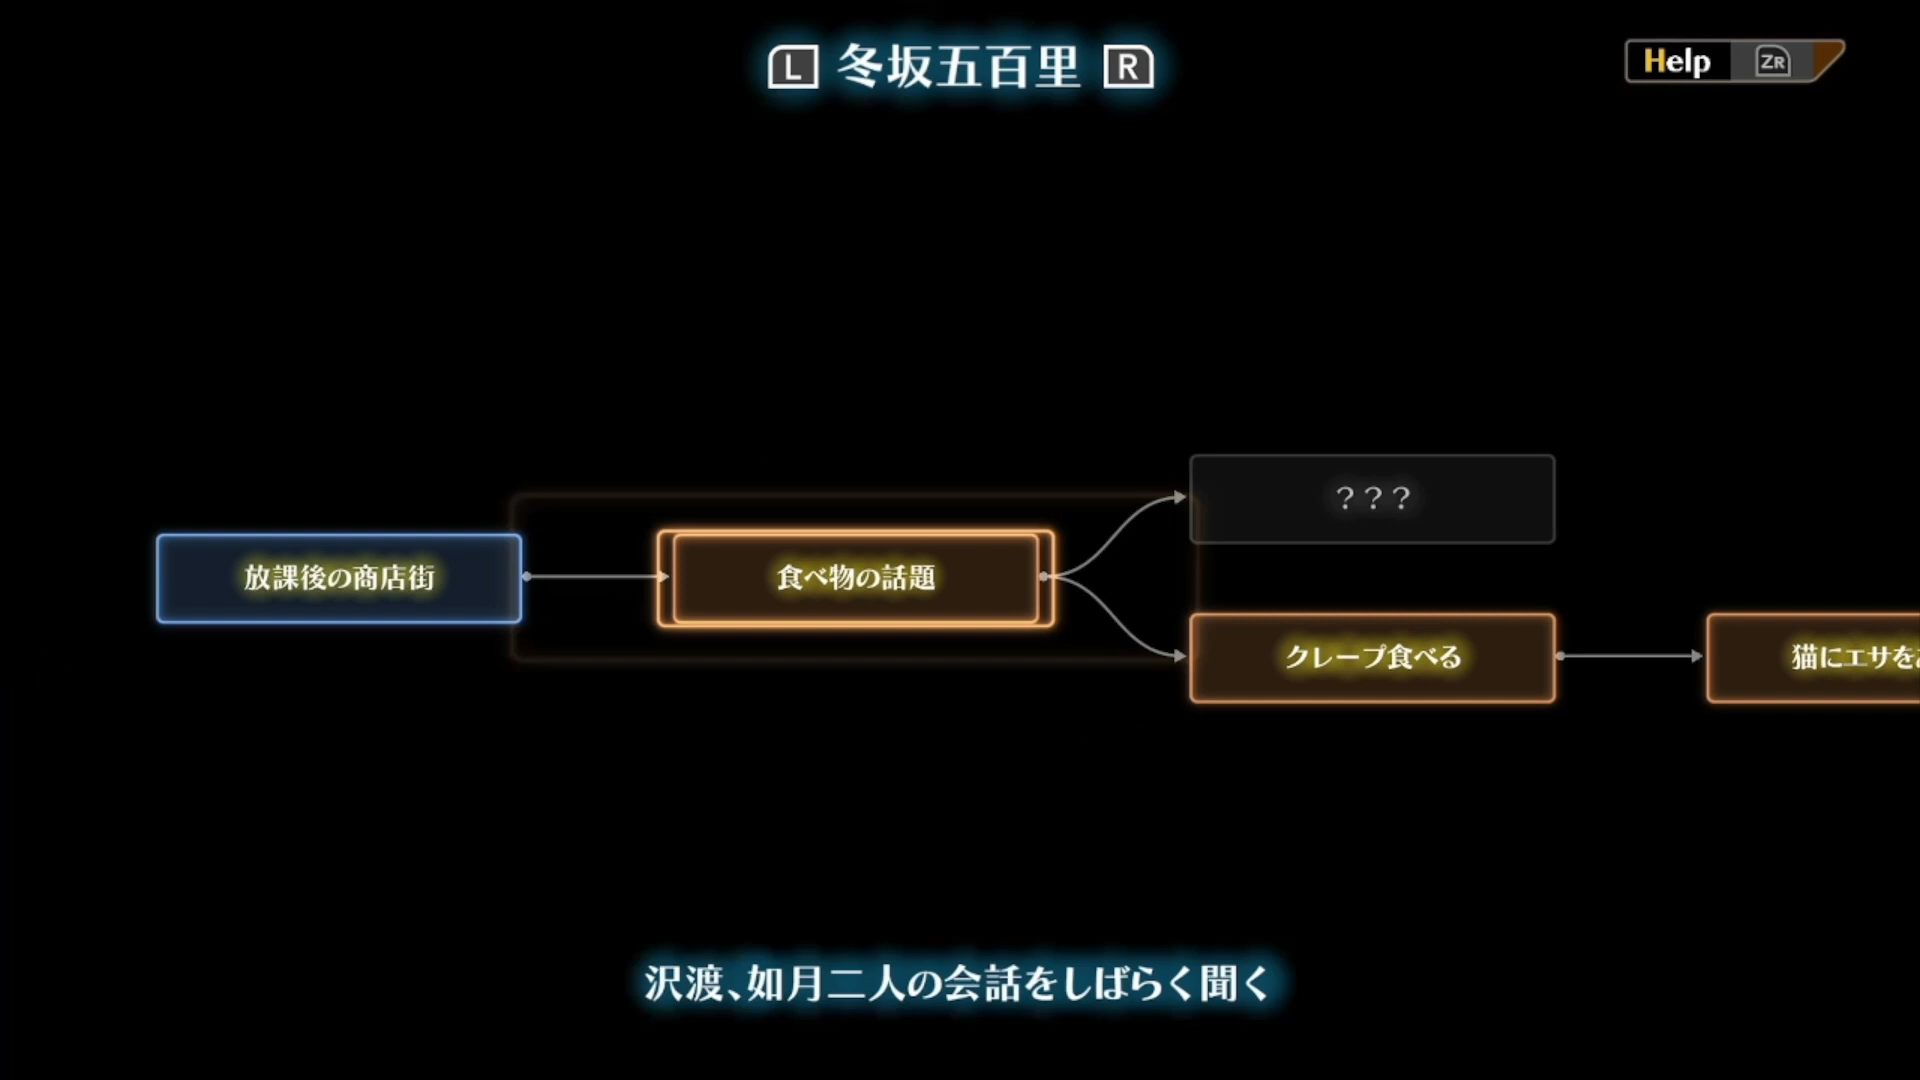 L 冬坂五百里 R
Help ZR
？？？
放課後の商店街
食べ物の話題
クレープ食べる
猫にエサを
沢渡、如月二人の会話をしばらく聞く